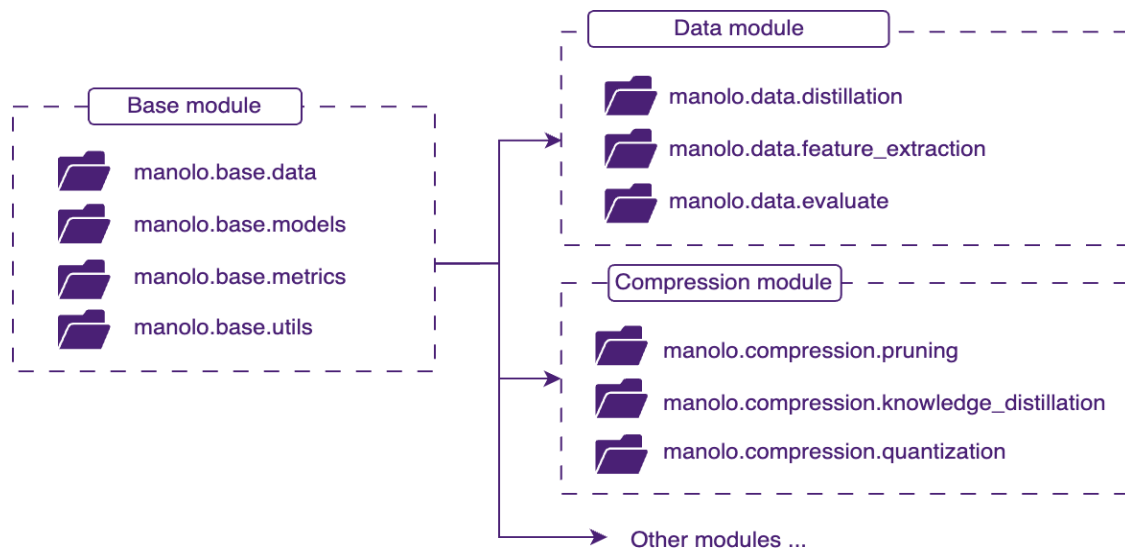 Base module
manolo.base.data
manolo.base.models
manolo.base.metrics
manolo.base.utils
Data module
manolo.data.distillation
manolo.data.feature_extraction
manolo.data.evaluate
Compression module
manolo.compression.pruning
manolo.compression.knowledge_distillation
manolo.compression.quantization
Other modules ...